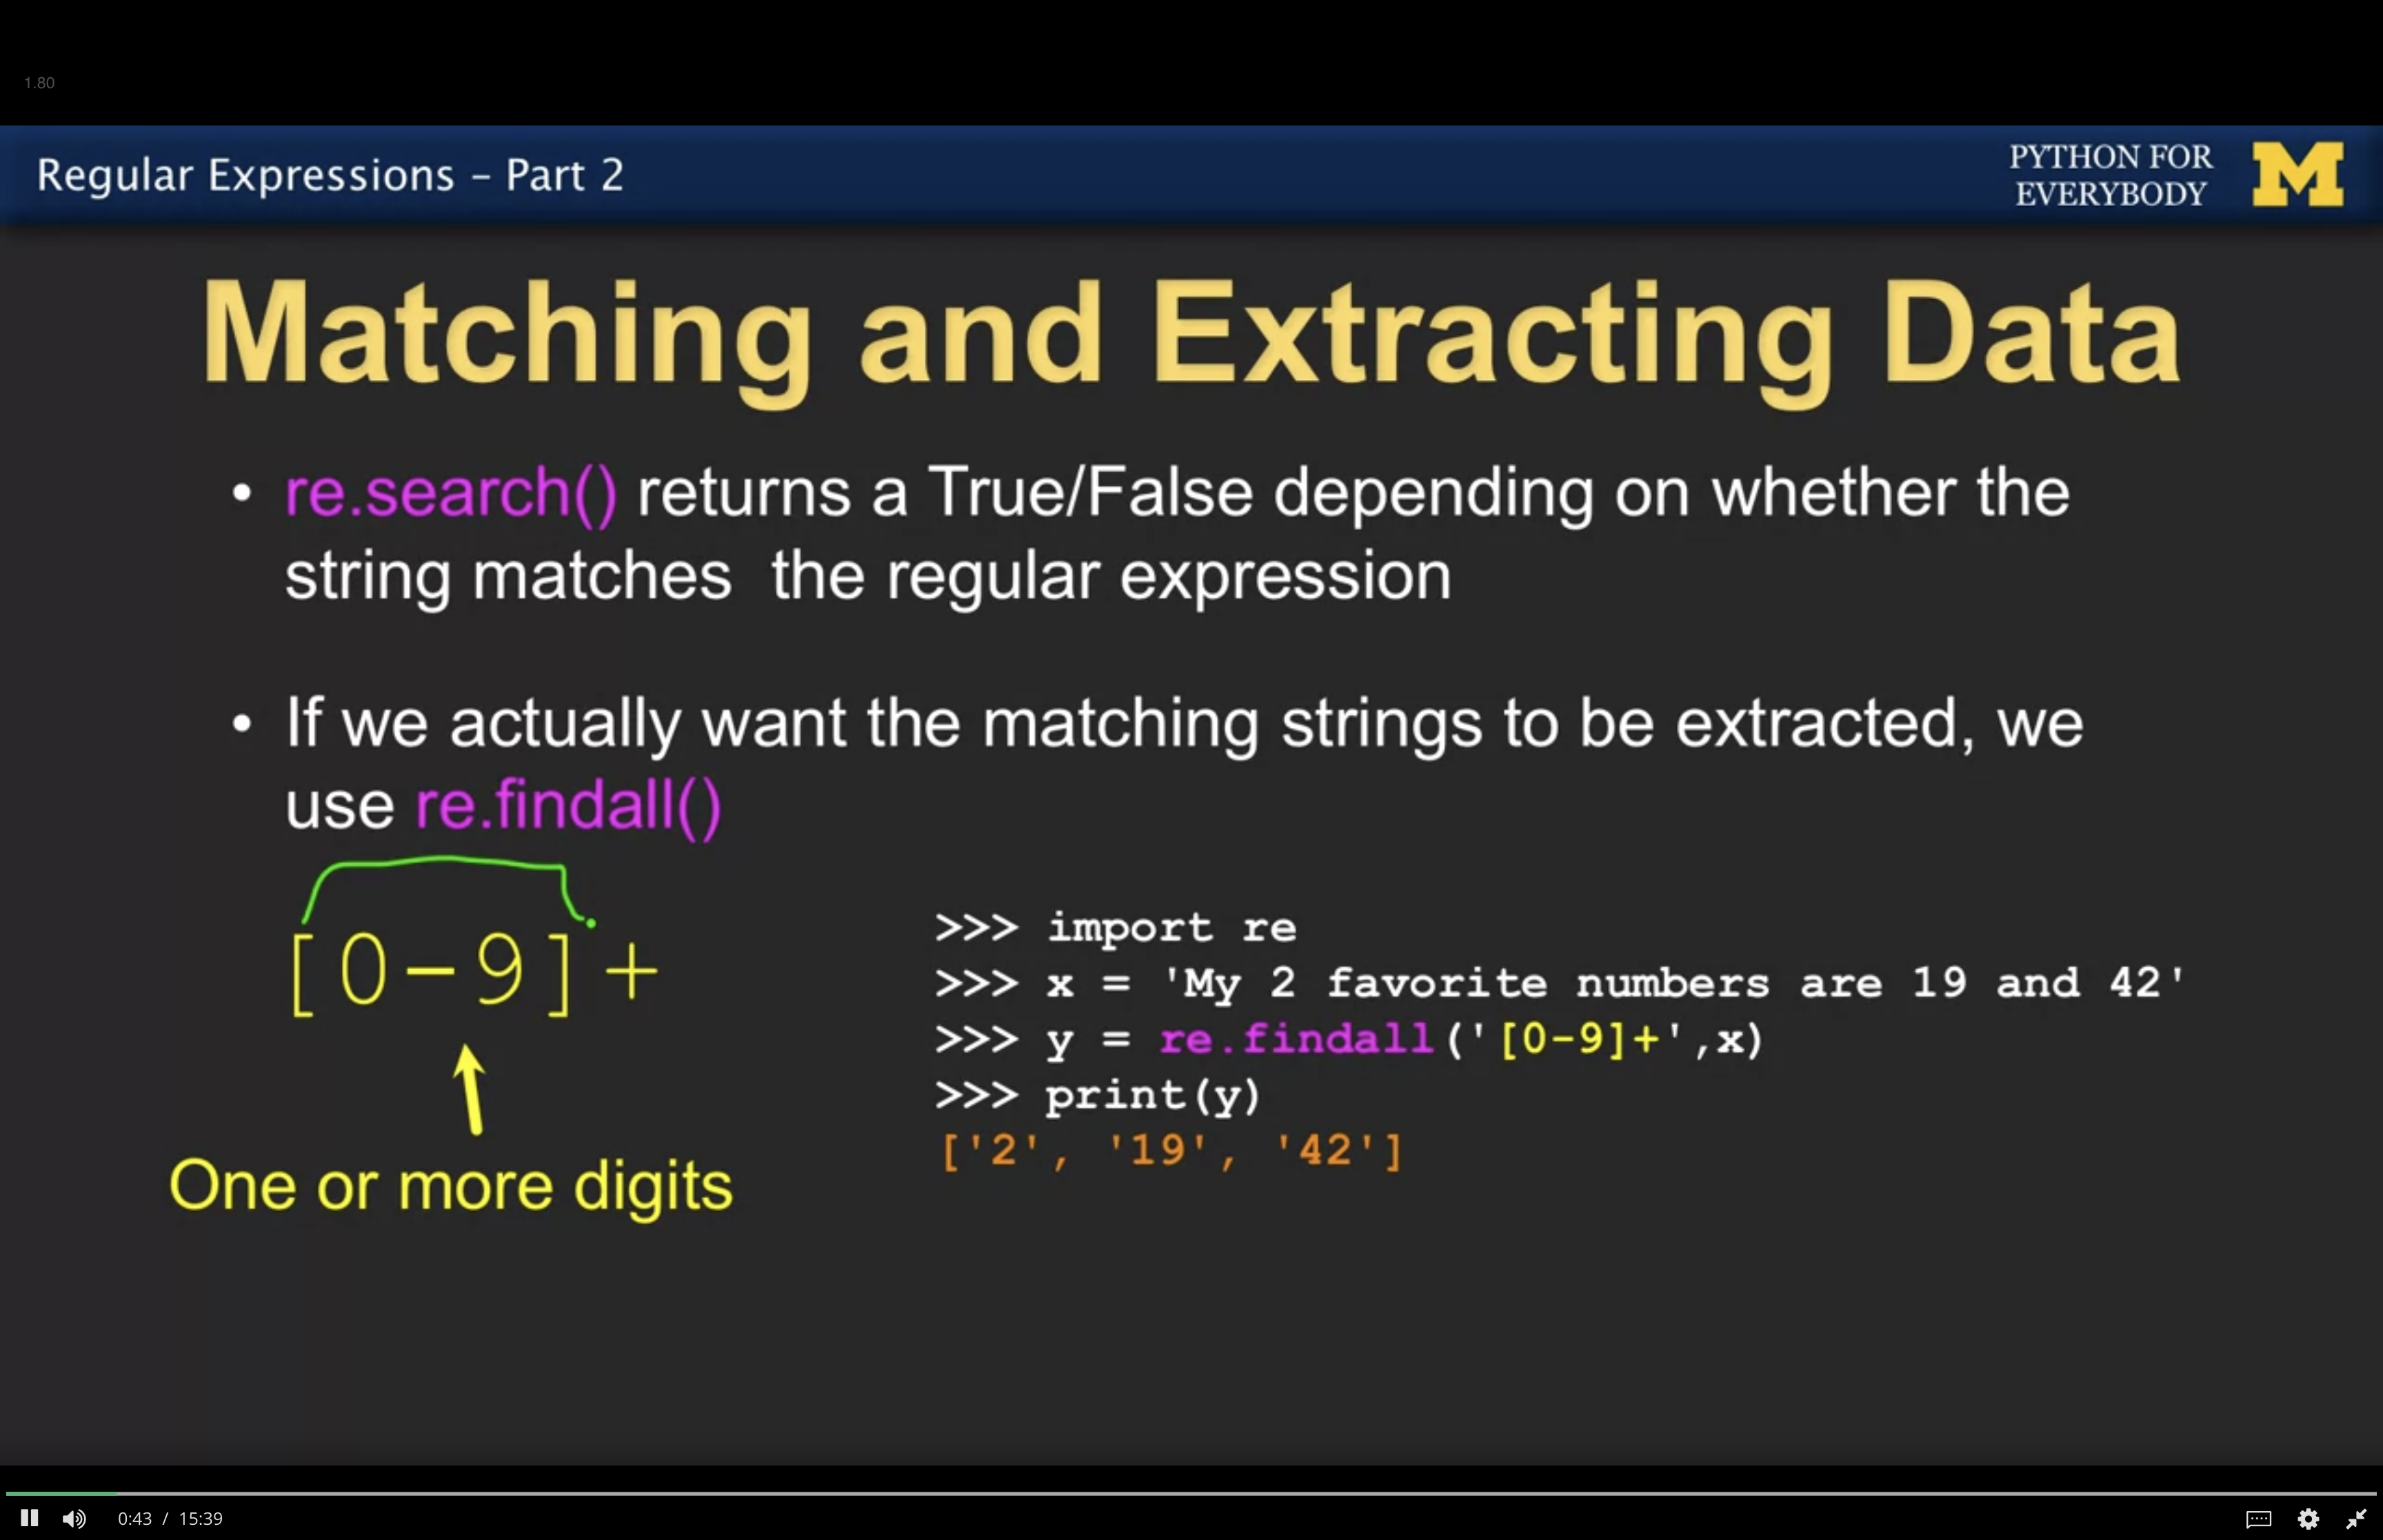 1.80
Regular Expressions – Part 2
PYTHON FOR
EVERYBODY
M
Matching and Extracting Data
• re.search() returns a True/False depending on whether the
string matches  the regular expression
• If we actually want the matching strings to be extracted, we
use re.findall()
[0-9]+
One or more digits
>>> import re
>>> x = 'My 2 favorite numbers are 19 and 42'
>>> y = re.findall('[0-9]+',x)
>>> print(y)
['2', '19', '42']
0:43 / 15:39